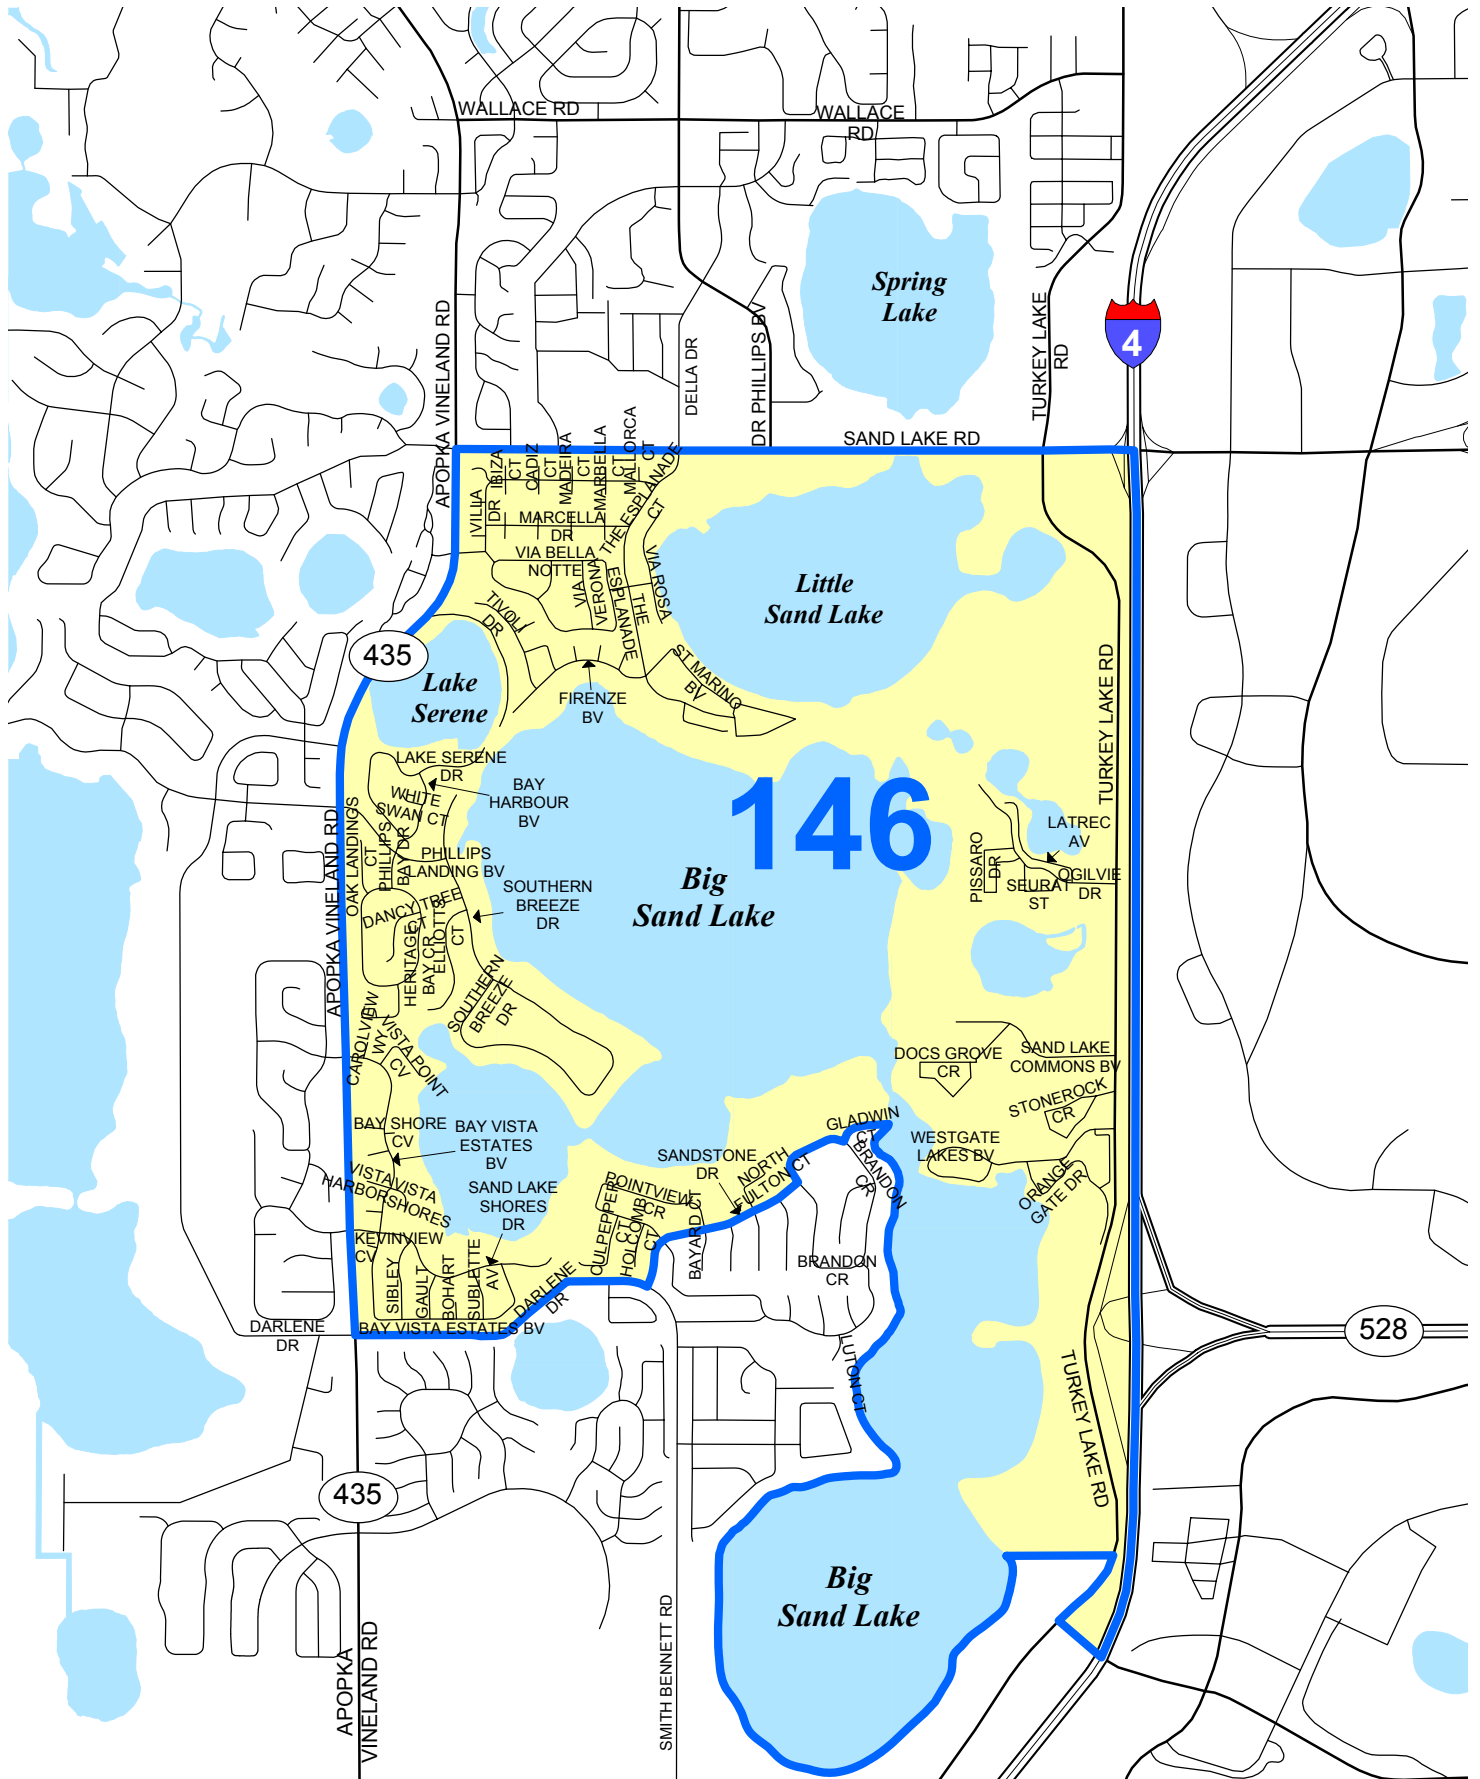 WALLACE RD
WALLACE
RD
Spring
Lake
APOPKA VINELAND RD
DELLA DR
DR PHILLIPS BV
TURKEY LAKE
RD
4
SAND LAKE RD
IBIZA
CT
CADIZ
CT
MADEIRA
CT
MARBELLA
CT
MALLORCA
CT
VILLA
DR
MARCELLA
DR
THE ESPLANADE
CT
VIA BELLA
NOTTE
VIA
VERONA
THE
ESPLANADE
VIA ROSA
TIVOLI
DR
Little
Sand Lake
435
Lake
Serene
FIRENZE
BV
ST MARINO
BV
TURKEY LAKE RD
LAKE SERENE
DR
BAY
HARBOUR
BV
WHITE
SWAN CT
146
APOPKA VINELAND RD
OAK LANDINGS
CT
PHILLIPS
BAY DR
PHILLIPS
LANDING BV
LATREC
AV
PISSARO
DR
SEURAT
ST
OGILVIE
DR
Big
Sand Lake
SOUTHERN
BREEZE
DR
DANCY TREE
CT
HERITAGE
BAY CR
ELLIOTTS
CT
SOUTHERN
BREEZE
DR
CAROLVIEW
WY
VISTA POINT
CV
DOCS GROVE
CR
SAND LAKE
COMMONS BV
STONEROCK
CR
BAY SHORE
CV
BAY VISTA
ESTATES
BV
GLADWIN
CT
WESTGATE
LAKES BV
SANDSTONE
DR
NORTH
FULTON CT
BRANDON
CR
ORANGE
GATE DR
VISTA VISTA
HARBORSHORES
SAND LAKE
SHORES
DR
POINTVIEW
CR
CULPEPPER
CT
HOLCOMB
CT
BAYARD CT
BRANDON
CR
KEVINVIEW
CV
SIBLEY
GAULT
BOHART
SUBLETTE
AV
DARLENE
DR
DARLENE
DR
BAY VISTA ESTATES BV
528
LUTON CT
TURKEY LAKE RD
435
Big
Sand Lake
APOPKA
VINELAND RD
SMITH BENNETT RD